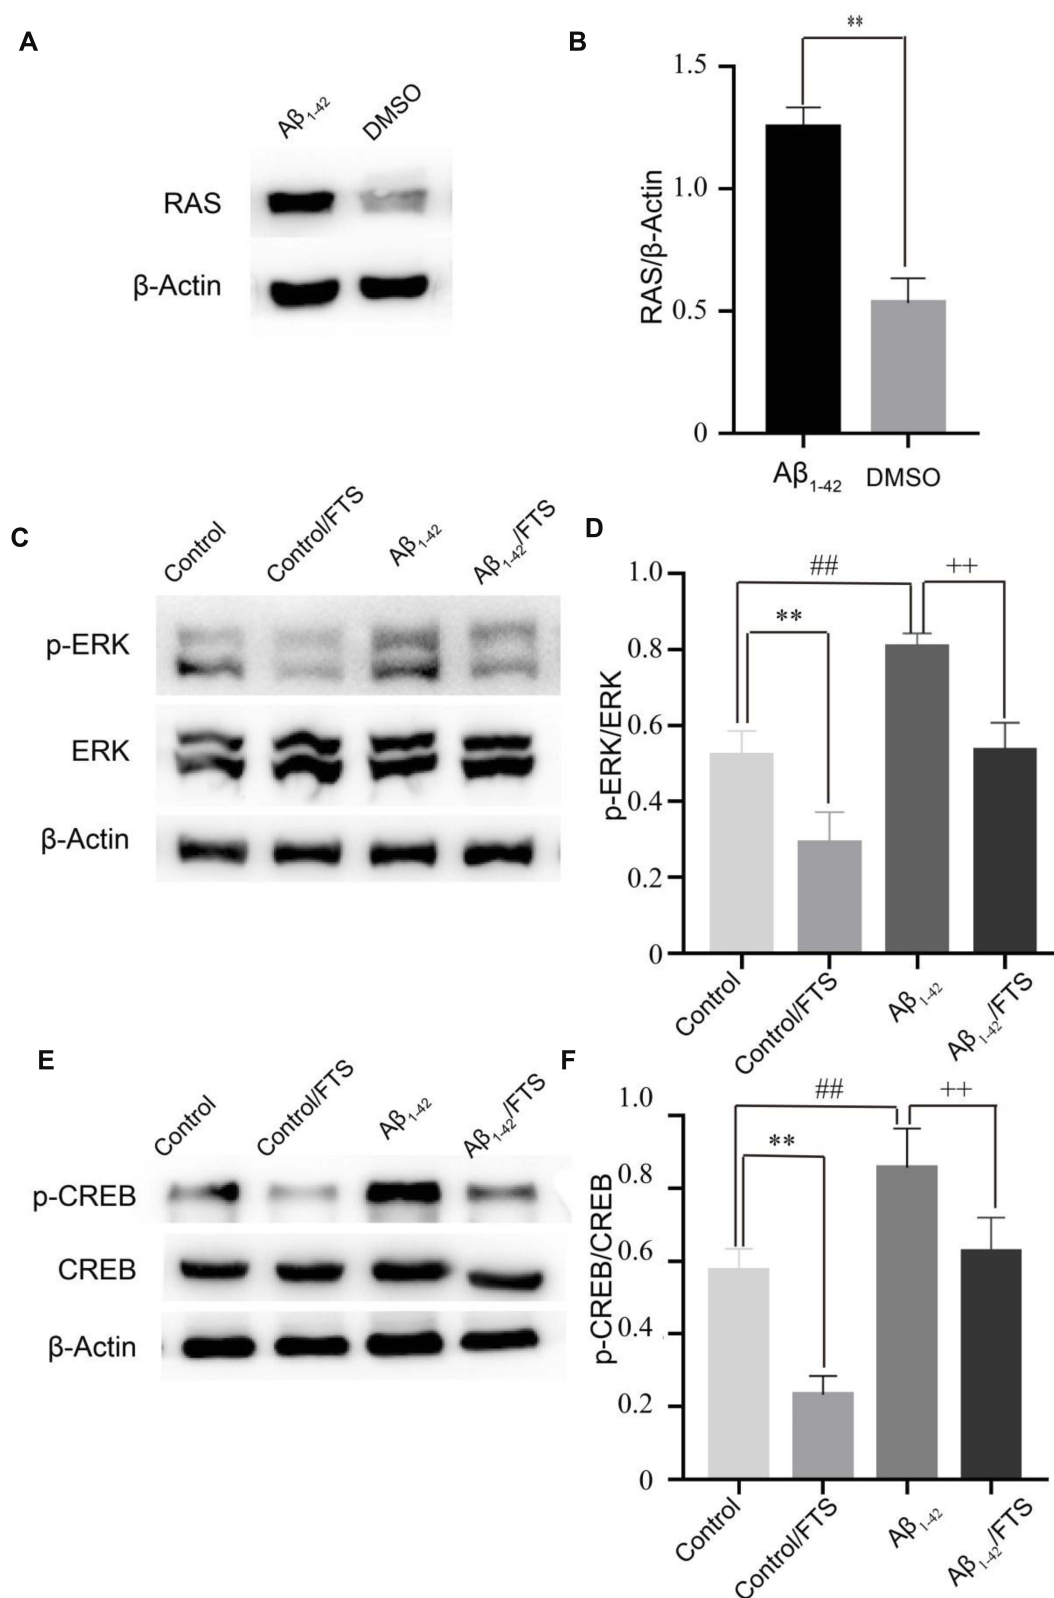 A
Aβ1-42
DMSO
RAS
β-Actin
B
**
1.5
1.0
0.5
0
RAS/β-Actin
Aβ1-42
DMSO
C
Control
Control/FTS
Aβ1-42
Aβ1-42/FTS
p-ERK
ERK
β-Actin
D
##
++
**
1.0
0.8
0.6
0.4
0.2
0
p-ERK/ERK
Control
Control/FTS
Aβ1-42
Aβ1-42/FTS
E
Control
Control/FTS
Aβ1-42
Aβ1-42/FTS
p-CREB
CREB
β-Actin
F
##
++
**
1.0
0.8
0.6
0.4
0.2
0
p-CREB/CREB
Control
Control/FTS
Aβ1-42
Aβ1-42/FTS